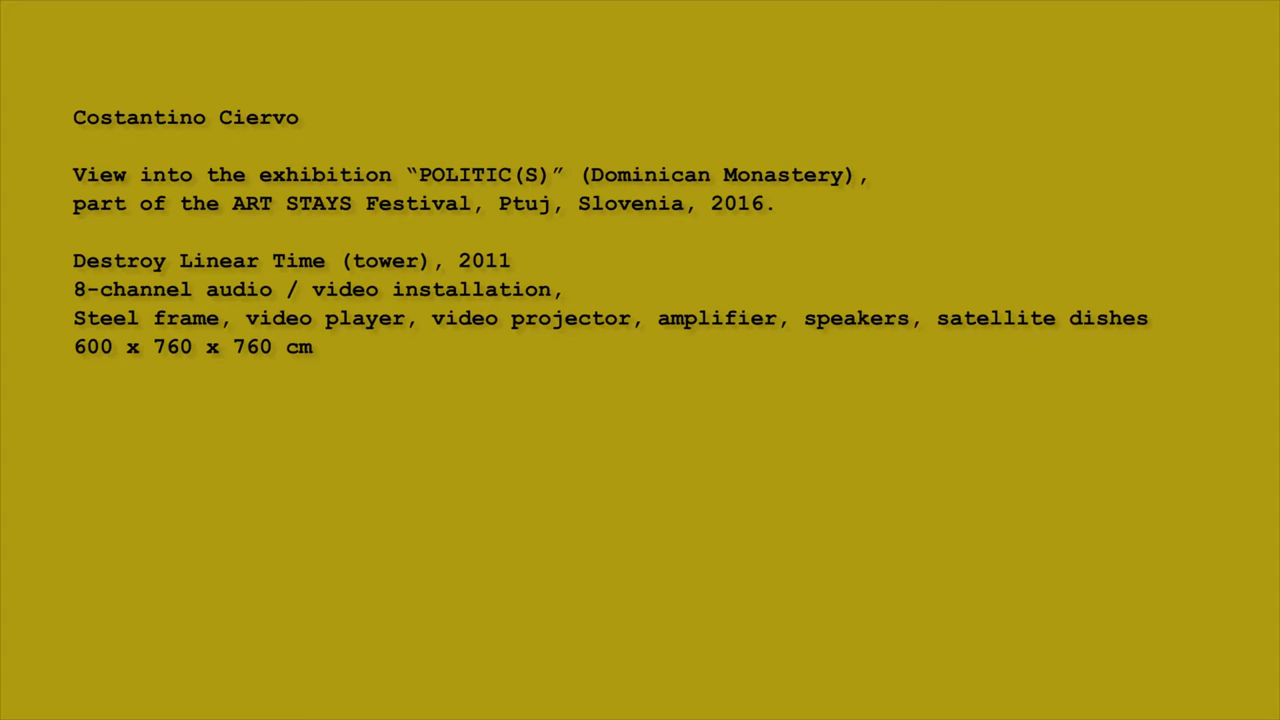 Costantino Ciervo
View into the exhibition “POLITIC(S)” (Dominican Monastery),
part of the ART STAYS Festival, Ptuj, Slovenia, 2016.
Destroy Linear Time (tower), 2011
8-channel audio / video installation,
Steel frame, video player, video projector, amplifier, speakers, satellite dishes
600 x 760 x 760 cm